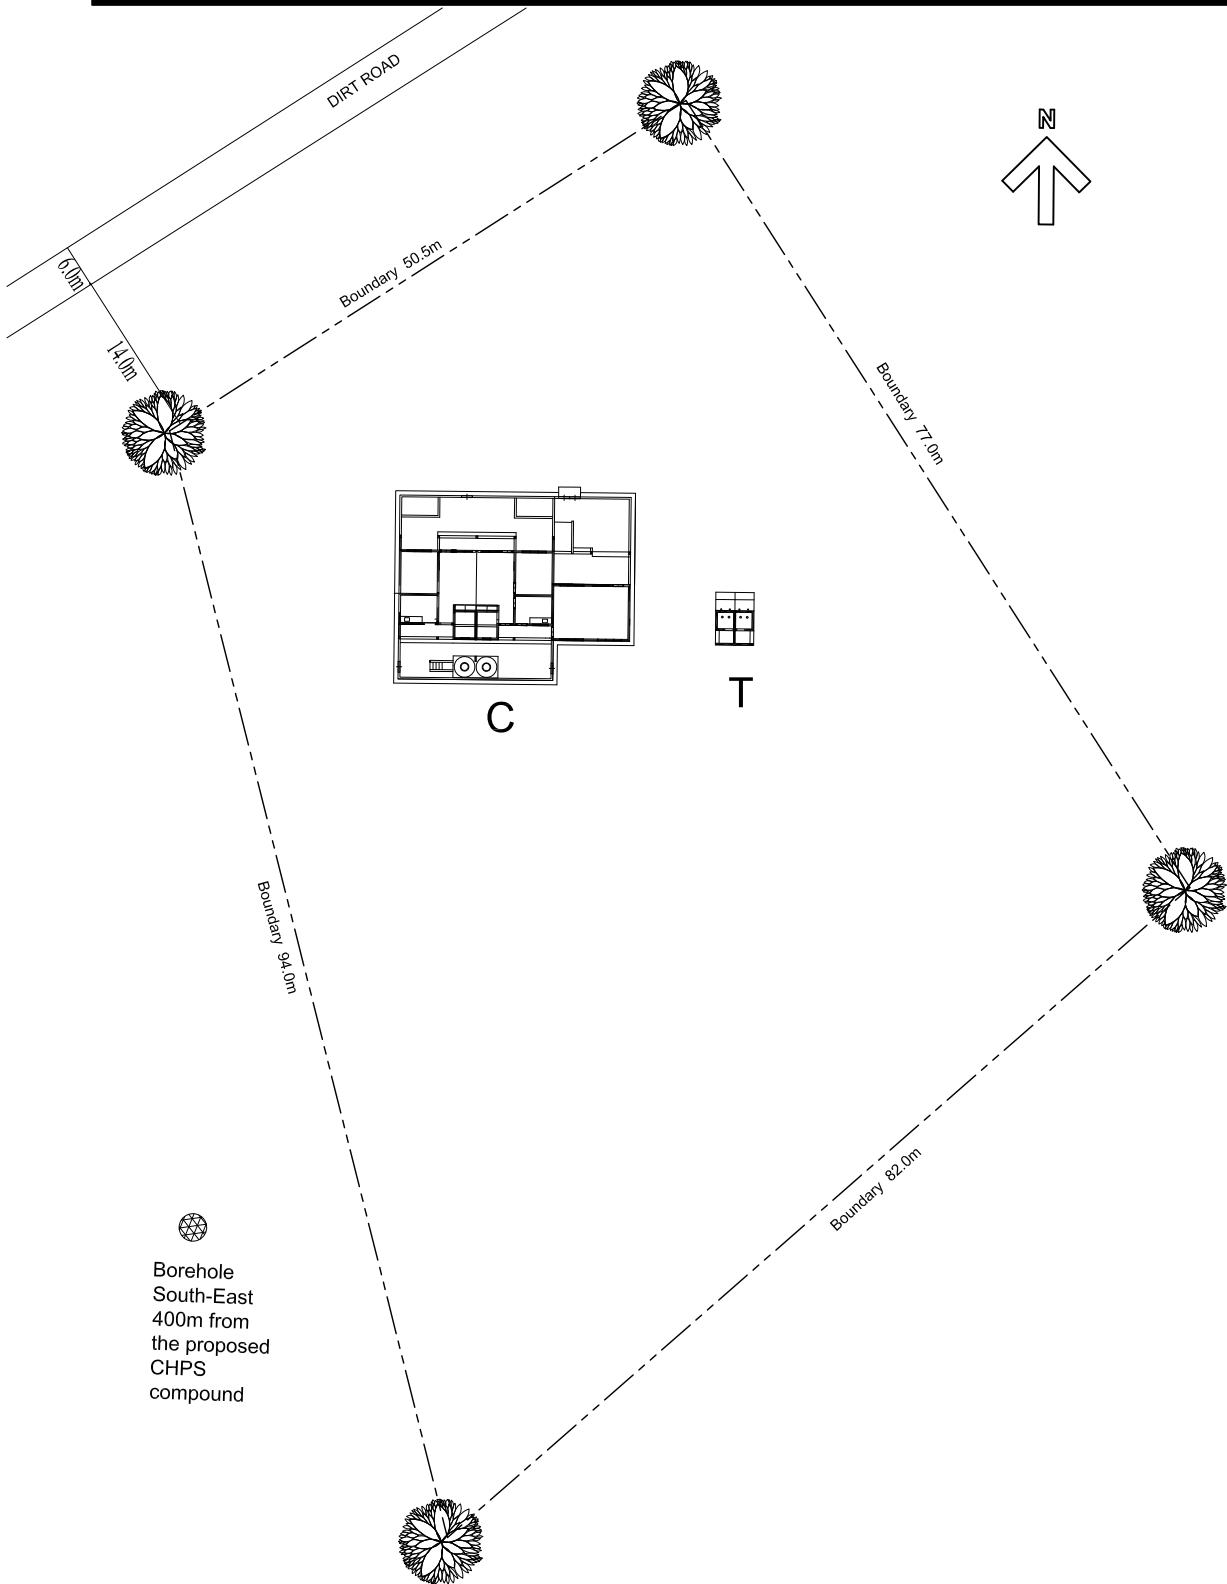 DIRT ROAD
N
6.0m
Boundary 50.5m
14.0m
Boundary 77.0m
C
T
Boundary 94.0m
Boundary 82.0m
Borehole
South-East
400m from
the proposed
CHPS
compound